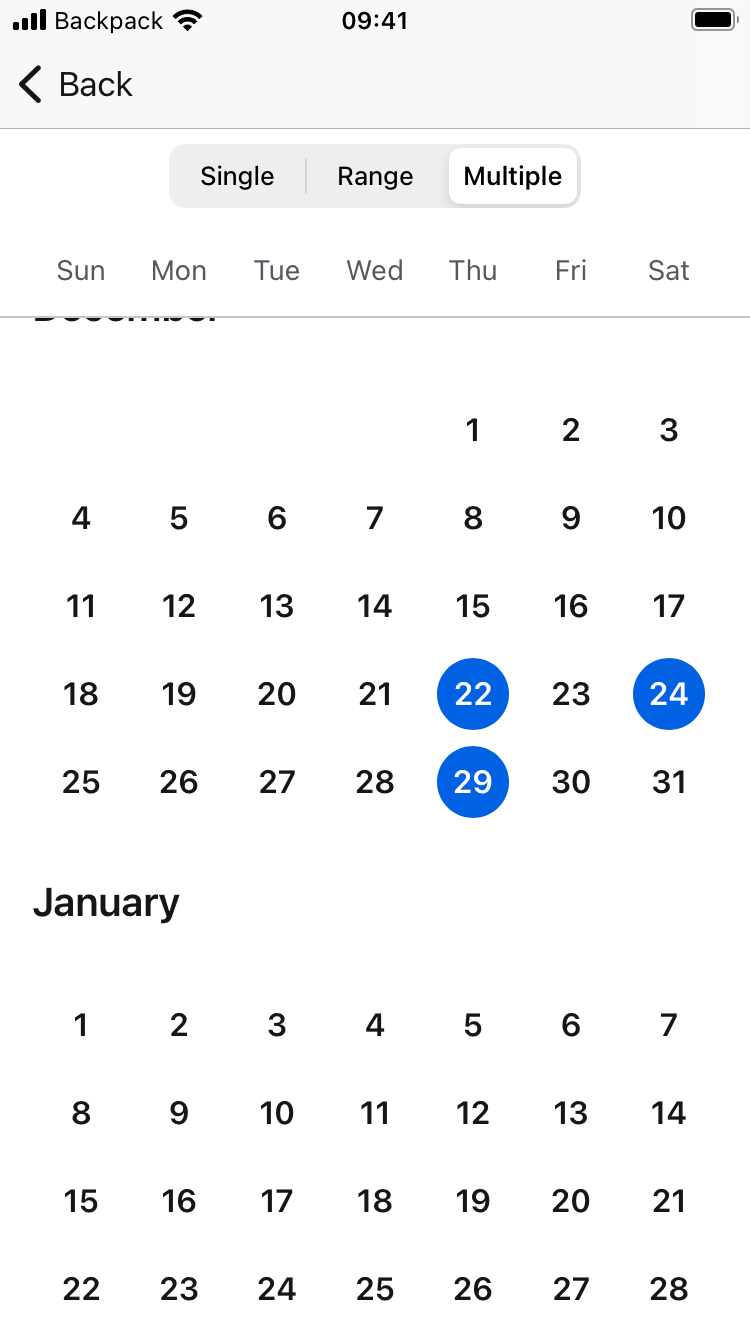 Backpack 09:41
Back
Single Range Multiple
Sun Mon Tue Wed Thu Fri Sat
December
1 2 3
4 5 6 7 8 9 10
11 12 13 14 15 16 17
18 19 20 21 22 23 24
25 26 27 28 29 30 31
January
1 2 3 4 5 6 7
8 9 10 11 12 13 14
15 16 17 18 19 20 21
22 23 24 25 26 27 28